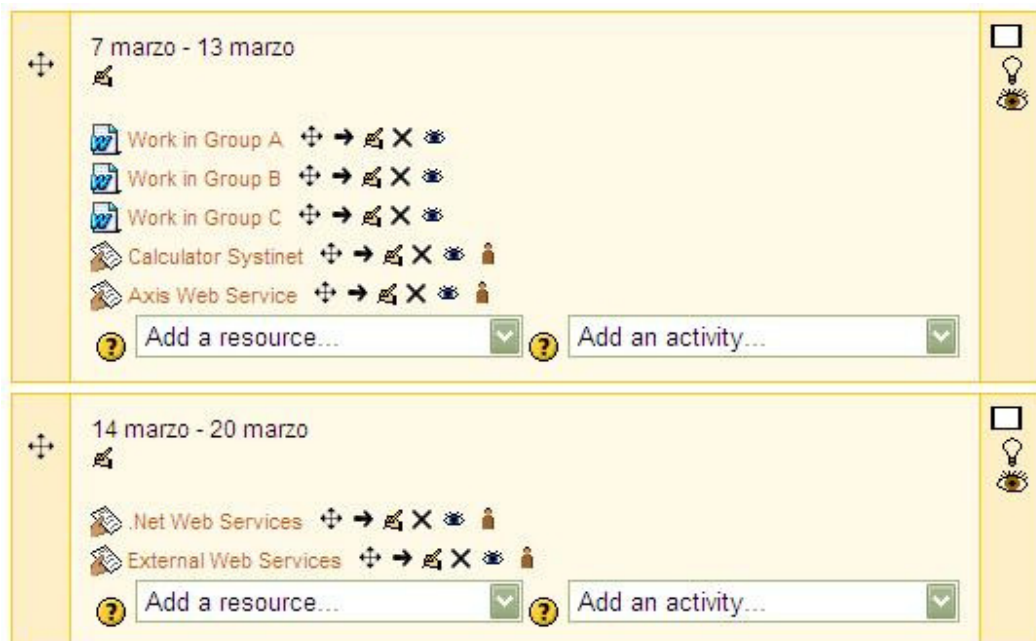 7 marzo - 13 marzo
Work in Group A
Work in Group B
Work in Group C
Calculator Systinet
Axis Web Service
Add a resource... Add an activity...
14 marzo - 20 marzo
.Net Web Services
External Web Services
Add a resource... Add an activity...